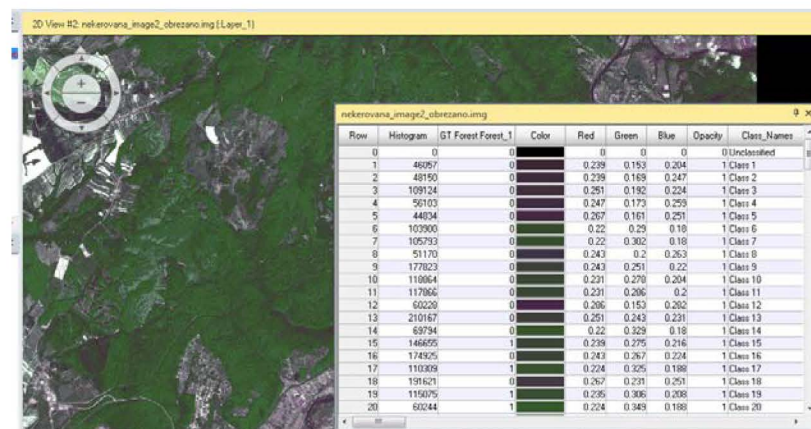 2D View #2: nekerovana_image2_obrezano.img (:Layer_1)
nekerovana_image2_obrezano.img
Row Histogram GT Forest Forest_1 Color Red Green Blue Opacity Class_Names
0 0 0 0 0 0 0 Unclassified
1 46057 0 0.239 0.153 0.204 1 Class 1
2 48150 0 0.239 0.169 0.247 1 Class 2
3 109124 0 0.251 0.192 0.224 1 Class 3
4 56103 0 0.247 0.173 0.259 1 Class 4
5 44834 0 0.267 0.161 0.251 1 Class 5
6 103900 0 0.22 0.29 0.18 1 Class 6
7 105793 0 0.22 0.302 0.18 1 Class 7
8 51170 0 0.243 0.2 0.263 1 Class 8
9 177823 0 0.243 0.251 0.22 1 Class 9
10 118864 0 0.231 0.270 0.204 1 Class 10
11 117866 0 0.231 0.286 0.2 1 Class 11
12 60228 0 0.286 0.153 0.282 1 Class 12
13 210167 0 0.251 0.243 0.231 1 Class 13
14 69794 0 0.22 0.329 0.18 1 Class 14
15 146655 1 0.239 0.275 0.216 1 Class 15
16 174925 0 0.243 0.267 0.224 1 Class 16
17 110309 1 0.224 0.325 0.188 1 Class 17
18 191621 0 0.267 0.231 0.251 1 Class 18
19 115075 1 0.235 0.306 0.208 1 Class 19
20 60244 1 0.224 0.349 0.188 1 Class 20